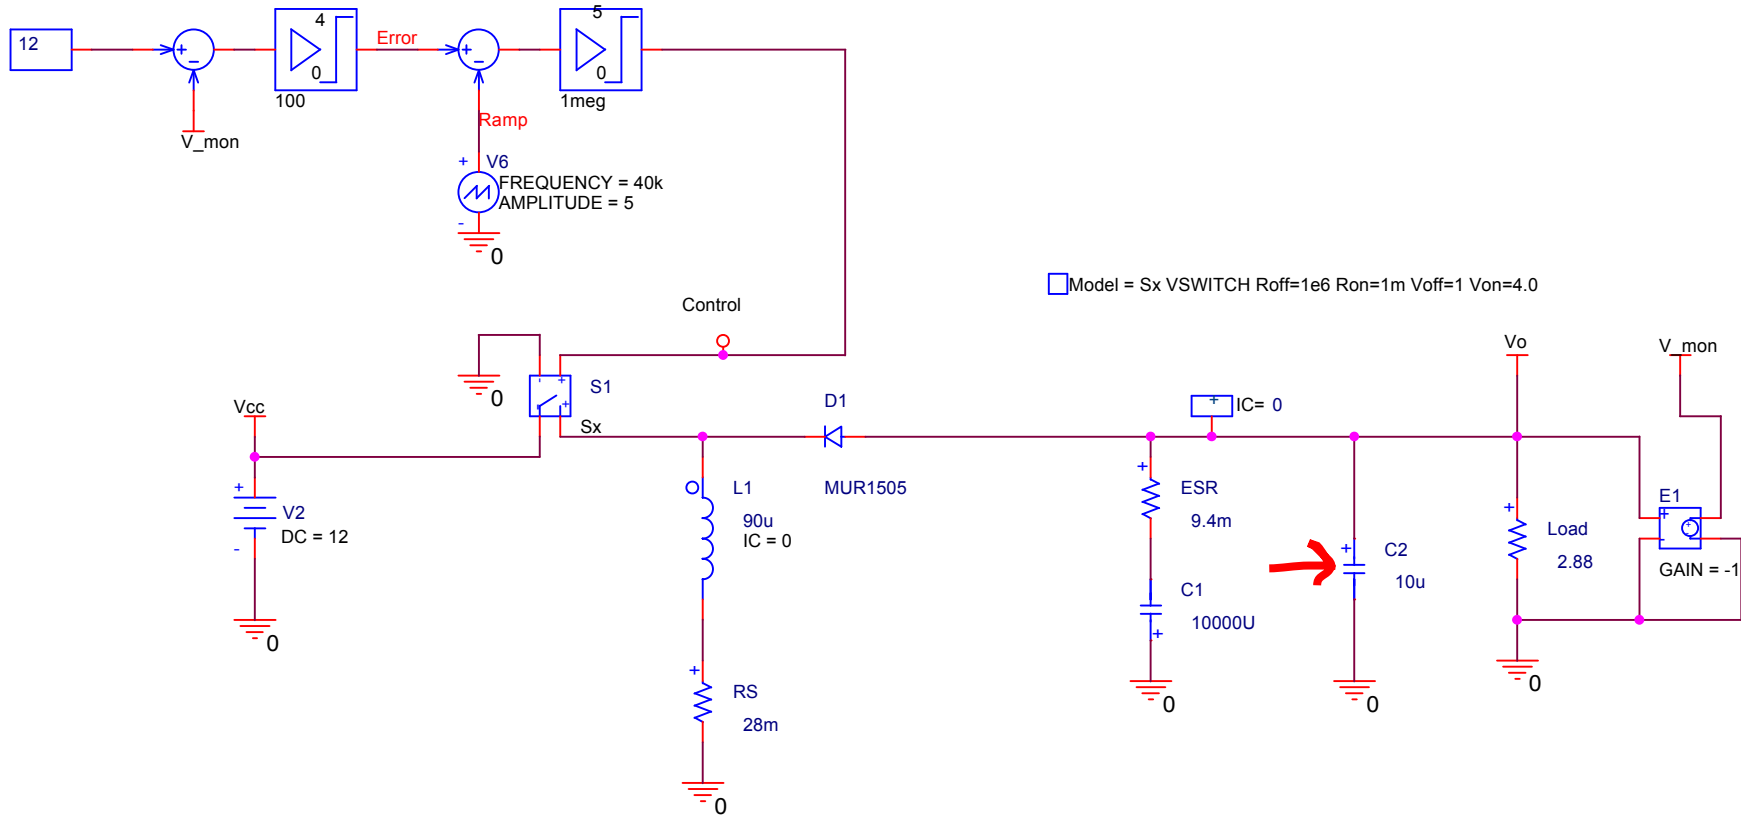 12
V_mon
4
0
100
Error
Ramp
V6
FREQUENCY = 40k
AMPLITUDE = 5
0
5
0
1meg
Model = Sx VSWITCH Roff=1e6 Ron=1m Voff=1 Von=4.0
Control
0
S1
Sx
Vcc
V2
DC = 12
0
L1
90u
IC = 0
RS
28m
0
D1
MUR1505
IC= 0
ESR
9.4m
C1
10000U
0
C2
10u
0
Vo
Load
2.88
0
V_mon
E1
GAIN = -1